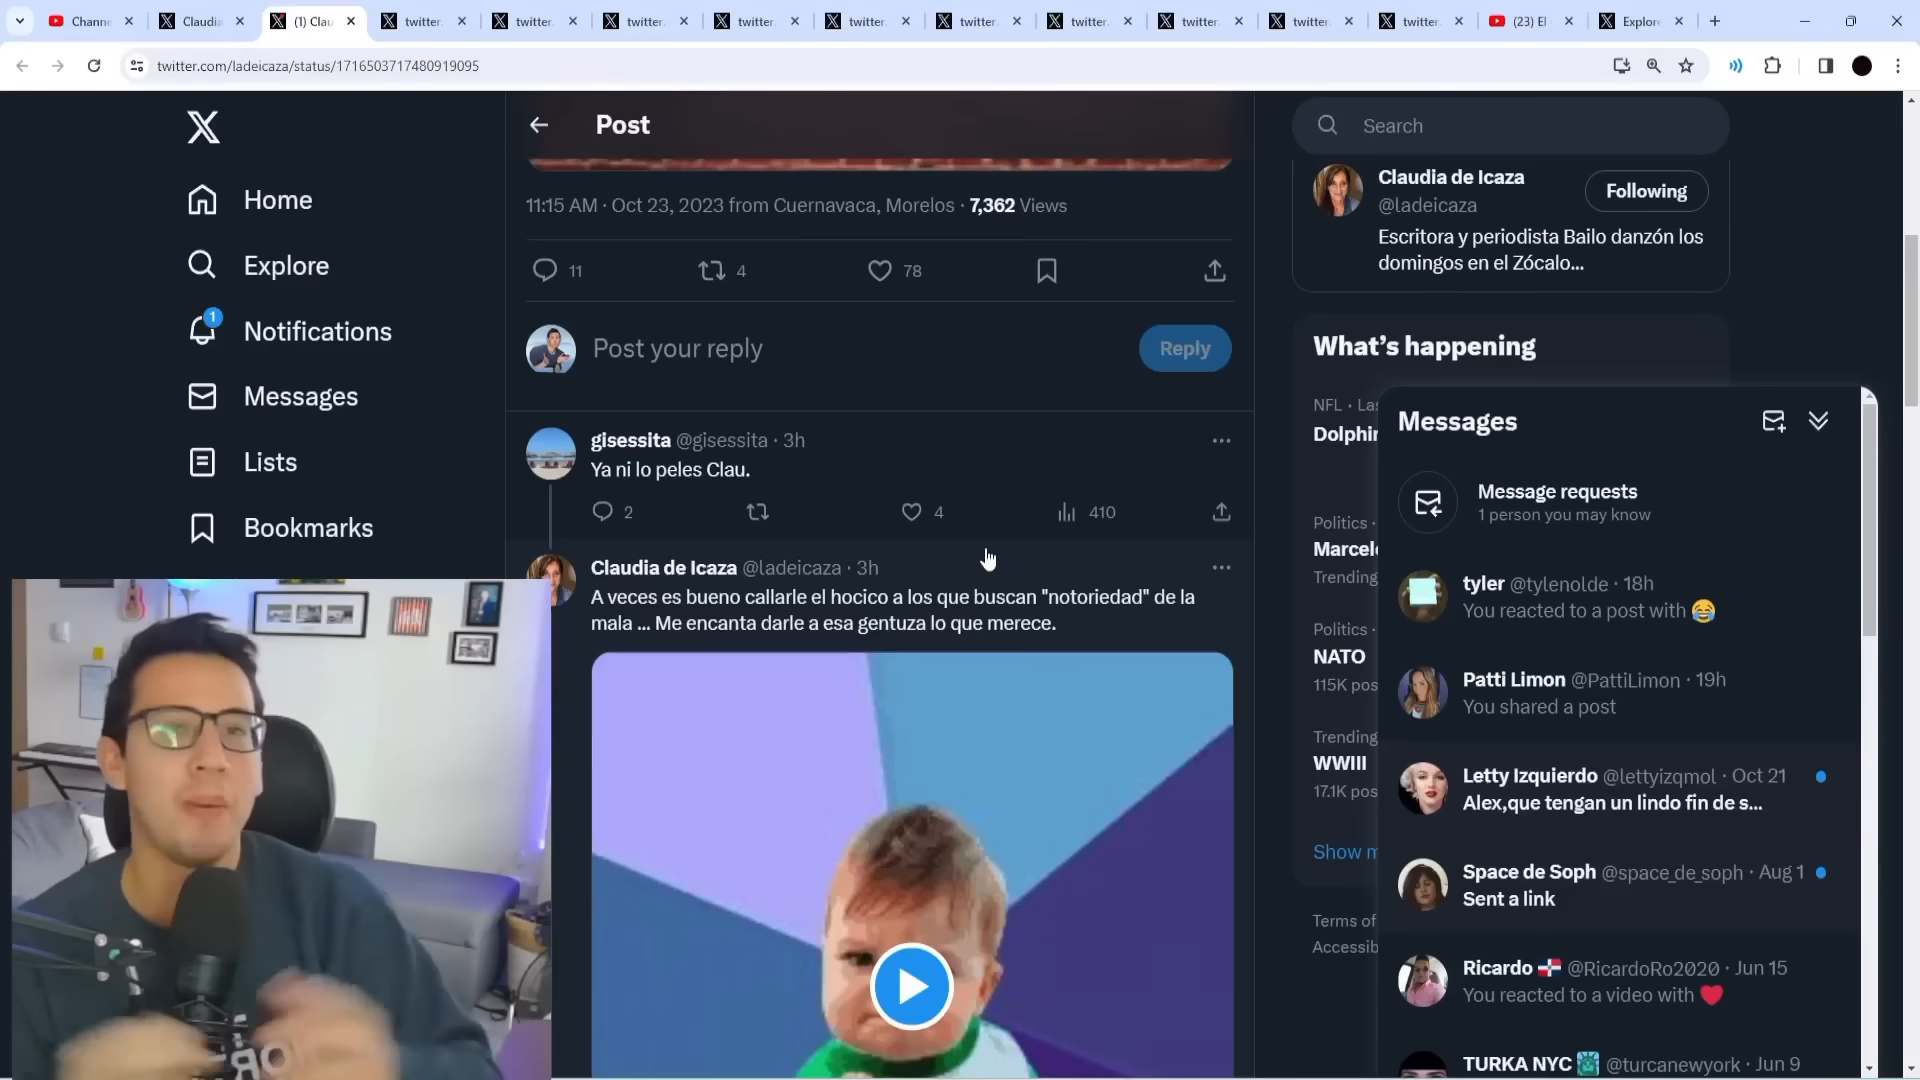 Channe
Claudia
(1) Clau
twitter.
twitter.
twitter.
twitter.
twitter.
twitter.
twitter.
twitter.
twitter.
twitter.
(23) El
Explore
twitter.com/ladeicaza/status/1716503717480919095
Home
Explore
1
Notifications
Messages
Lists
Bookmarks
Post
11:15 AM · Oct 23, 2023 from Cuernavaca, Morelos · 7,362 Views
11
4
78
Post your reply
Reply
gisessita @gisessita · 3h
Ya ni lo peles Clau.
2
4
410
Claudia de Icaza @ladeicaza · 3h
A veces es bueno callarle el hocico a los que buscan "notoriedad" de la
mala ... Me encanta darle a esa gentuza lo que merece.
Search
Claudia de Icaza
@ladeicaza
Following
Escritora y periodista Bailo danzón los
domingos en el Zócalo...
What's happening
NFL · Las
Dolphin
Politics ·
Marcelo
Trending
Politics ·
NATO
115K pos
Trending
WWIII
17.1K pos
Show m
Terms of
Accessib
Messages
Message requests
1 person you may know
tyler @tylenolde · 18h
You reacted to a post with 😂
Patti Limon @PattiLimon · 19h
You shared a post
Letty Izquierdo @lettyizqmol · Oct 21
Alex,que tengan un lindo fin de s...
Space de Soph @space_de_soph · Aug 1
Sent a link
Ricardo 🇩🇴 @RicardoRo2020 · Jun 15
You reacted to a video with ❤️
TURKA NYC 🗽 @turcanewyork · Jun 9